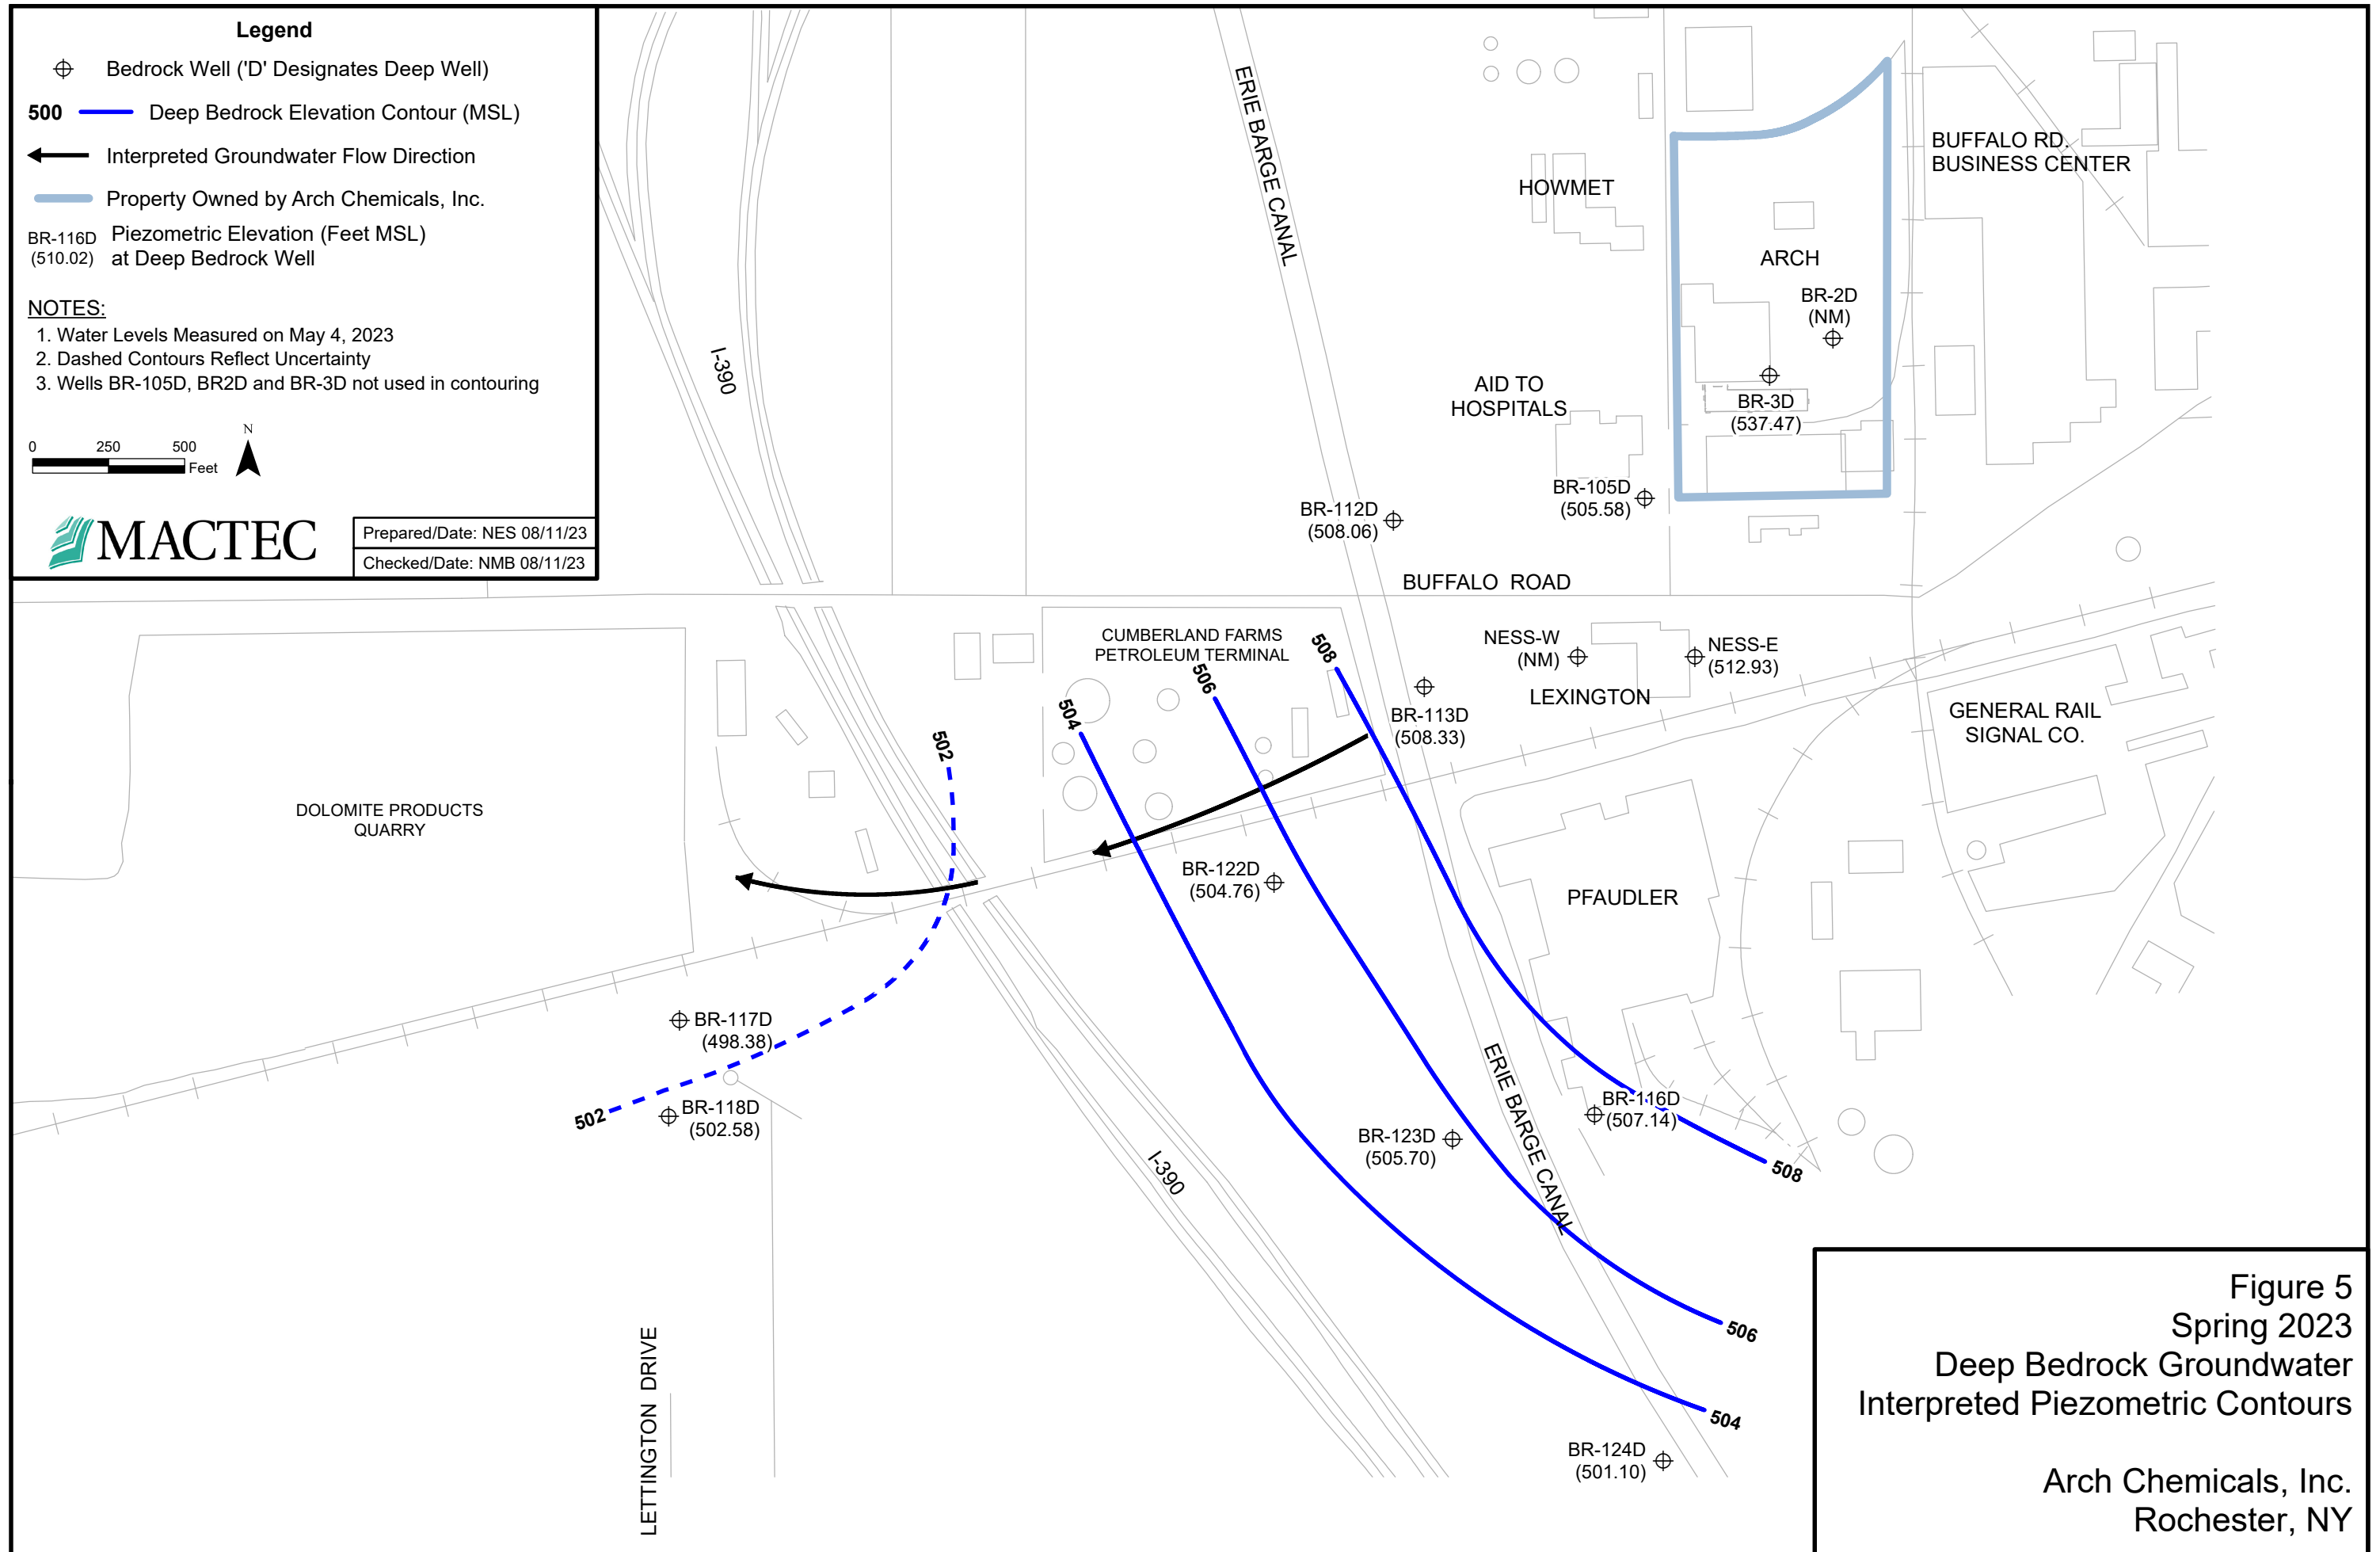 Legend
Bedrock Well ('D' Designates Deep Well)
500 Deep Bedrock Elevation Contour (MSL)
Interpreted Groundwater Flow Direction
Property Owned by Arch Chemicals, Inc.
BR-116D
(510.02)
Piezometric Elevation (Feet MSL)
at Deep Bedrock Well
NOTES:
1. Water Levels Measured on May 4, 2023
2. Dashed Contours Reflect Uncertainty
3. Wells BR-105D, BR2D and BR-3D not used in contouring
0 250 500
Feet
N
MACTEC
Prepared/Date: NES 08/11/23
Checked/Date: NMB 08/11/23
I-390
ERIE BARGE CANAL
HOWMET
BUFFALO RD.
BUSINESS CENTER
ARCH
BR-2D
(NM)
BR-3D
(537.47)
AID TO
HOSPITALS
BR-105D
(505.58)
BR-112D
(508.06)
BUFFALO ROAD
CUMBERLAND FARMS
PETROLEUM TERMINAL
508
506
504
502
NESS-W
(NM)
NESS-E
(512.93)
LEXINGTON
BR-113D
(508.33)
GENERAL RAIL
SIGNAL CO.
DOLOMITE PRODUCTS
QUARRY
BR-122D
(504.76)
PFAUDLER
BR-117D
(498.38)
502
BR-118D
(502.58)
I-390
ERIE BARGE CANAL
BR-116D
(507.14)
BR-123D
(505.70)
508
506
504
BR-124D
(501.10)
LETTINGTON DRIVE
Figure 5
Spring 2023
Deep Bedrock Groundwater
Interpreted Piezometric Contours
Arch Chemicals, Inc.
Rochester, NY